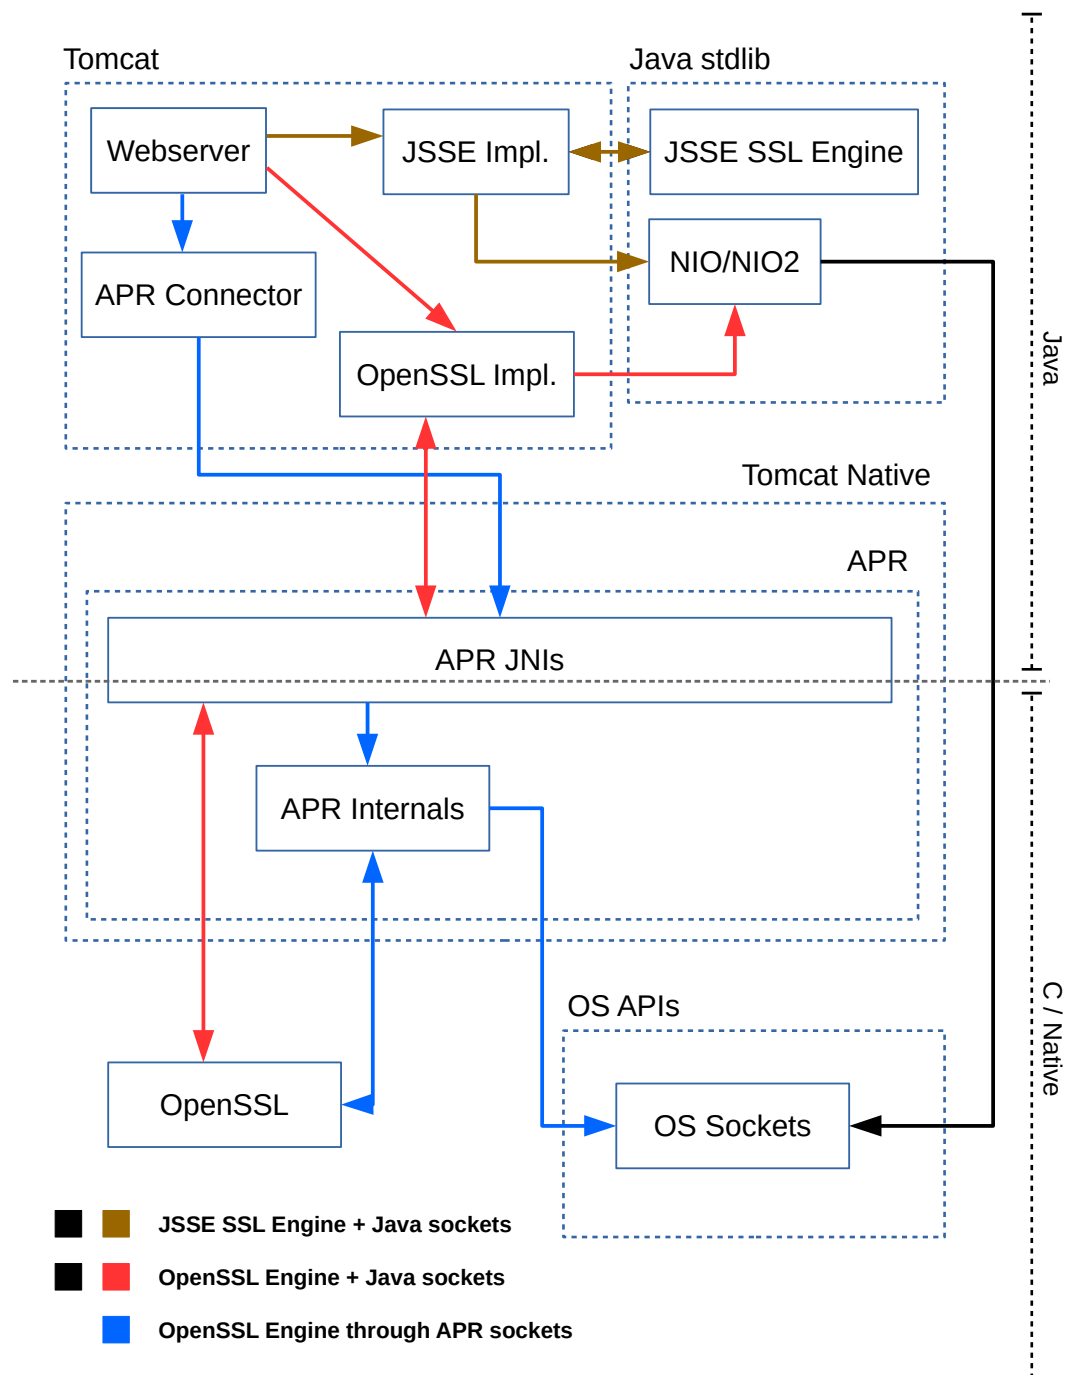 Tomcat
Java stdlib
Webserver
JSSE Impl.
JSSE SSL Engine
NIO/NIO2
APR Connector
OpenSSL Impl.
Java
Tomcat Native
APR
APR JNIs
APR Internals
OS APIs
C / Native
OpenSSL
OS Sockets
JSSE SSL Engine + Java sockets
OpenSSL Engine + Java sockets
OpenSSL Engine through APR sockets